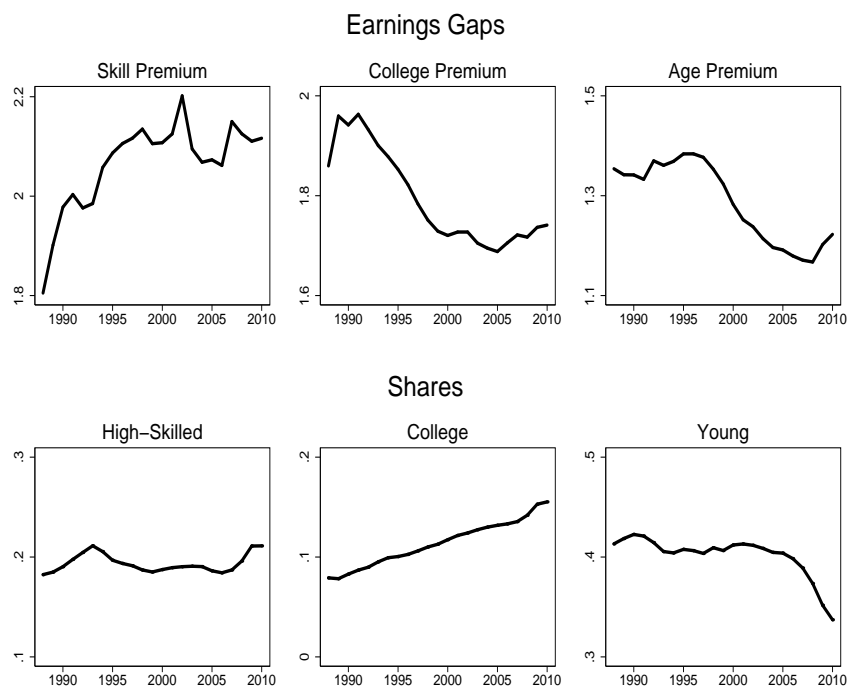 Earnings Gaps
Skill Premium
1.8 2 2.2
1990 1995 2000 2005 2010
College Premium
1.6 1.8 2
1990 1995 2000 2005 2010
Age Premium
1.1 1.3 1.5
1990 1995 2000 2005 2010
Shares
High−Skilled
.1 .2 .3
1990 1995 2000 2005 2010
College
0 .1 .2
1990 1995 2000 2005 2010
Young
.3 .4 .5
1990 1995 2000 2005 2010